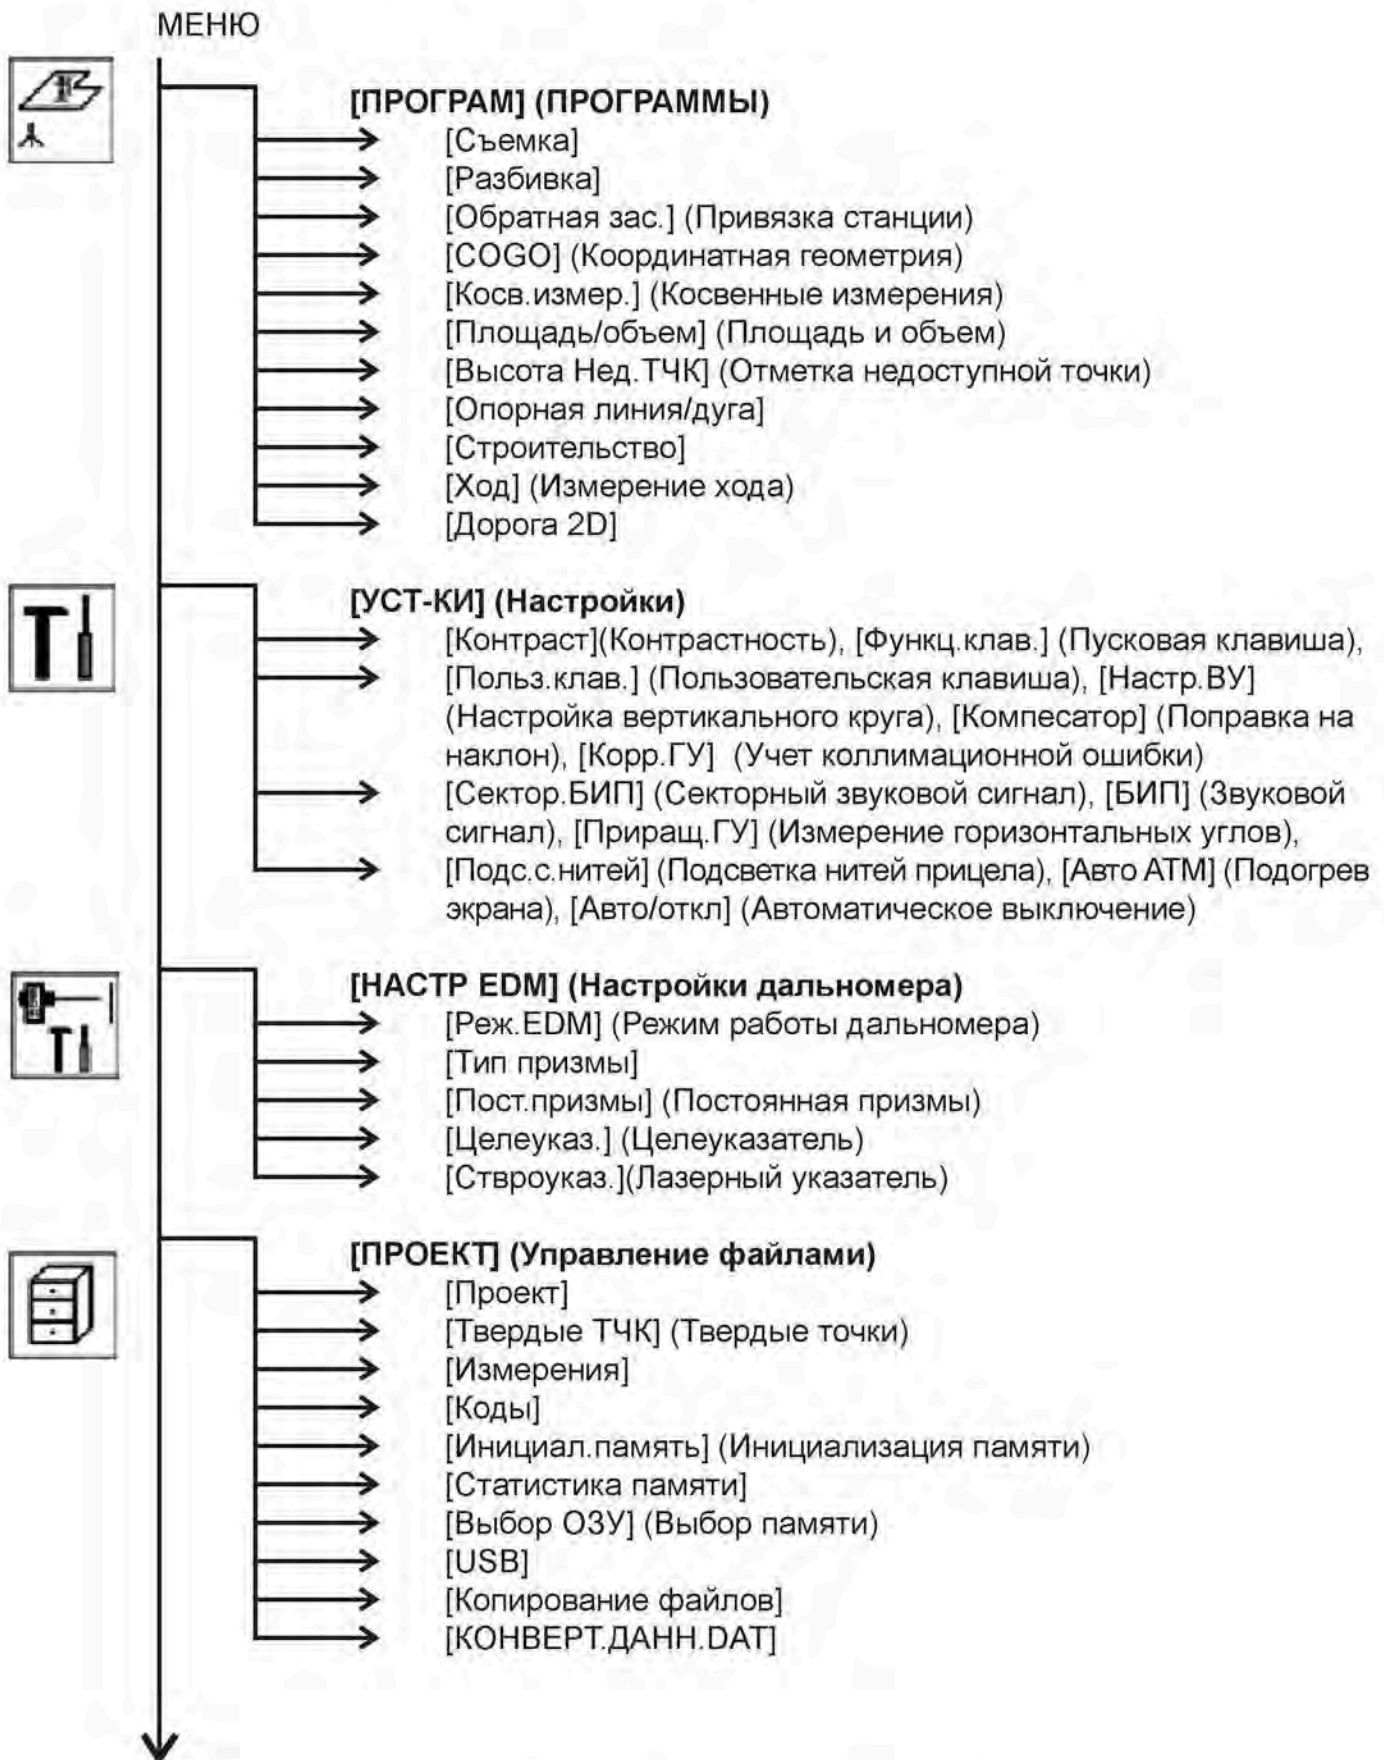 МЕНЮ
[ПРОГРАМ] (ПРОГРАММЫ)
[Съемка]
[Разбивка]
[Обратная зас.] (Привязка станции)
[COGO] (Координатная геометрия)
[Косв.измер.] (Косвенные измерения)
[Площадь/объем] (Площадь и объем)
[Высота Нед.ТЧК] (Отметка недоступной точки)
[Опорная линия/дуга]
[Строительство]
[Ход] (Измерение хода)
[Дорога 2D]
[УСТ-КИ] (Настройки)
[Контраст](Контрастность), [Функц.клав.] (Пусковая клавиша),
[Польз.клав.] (Пользовательская клавиша), [Настр.ВУ]
(Настройка вертикального круга), [Компесатор] (Поправка на
наклон), [Корр.ГУ] (Учет коллимационной ошибки)
[Сектор.БИП] (Секторный звуковой сигнал), [БИП] (Звуковой
сигнал), [Приращ.ГУ] (Измерение горизонтальных углов),
[Подс.с.нитей] (Подсветка нитей прицела), [Авто АТМ] (Подогрев
экрана), [Авто/откл] (Автоматическое выключение)
[НАСТР EDM] (Настройки дальномера)
[Реж.EDM] (Режим работы дальномера)
[Тип призмы]
[Пост.призмы] (Постоянная призмы)
[Целеуказ.] (Целеуказатель)
[Ствроуказ.](Лазерный указатель)
[ПРОЕКТ] (Управление файлами)
[Проект]
[Твердые ТЧК] (Твердые точки)
[Измерения]
[Коды]
[Инициал.память] (Инициализация памяти)
[Статистика памяти]
[Выбор ОЗУ] (Выбор памяти)
[USB]
[Копирование файлов]
[КОНВЕРТ.ДАНН.DAT]